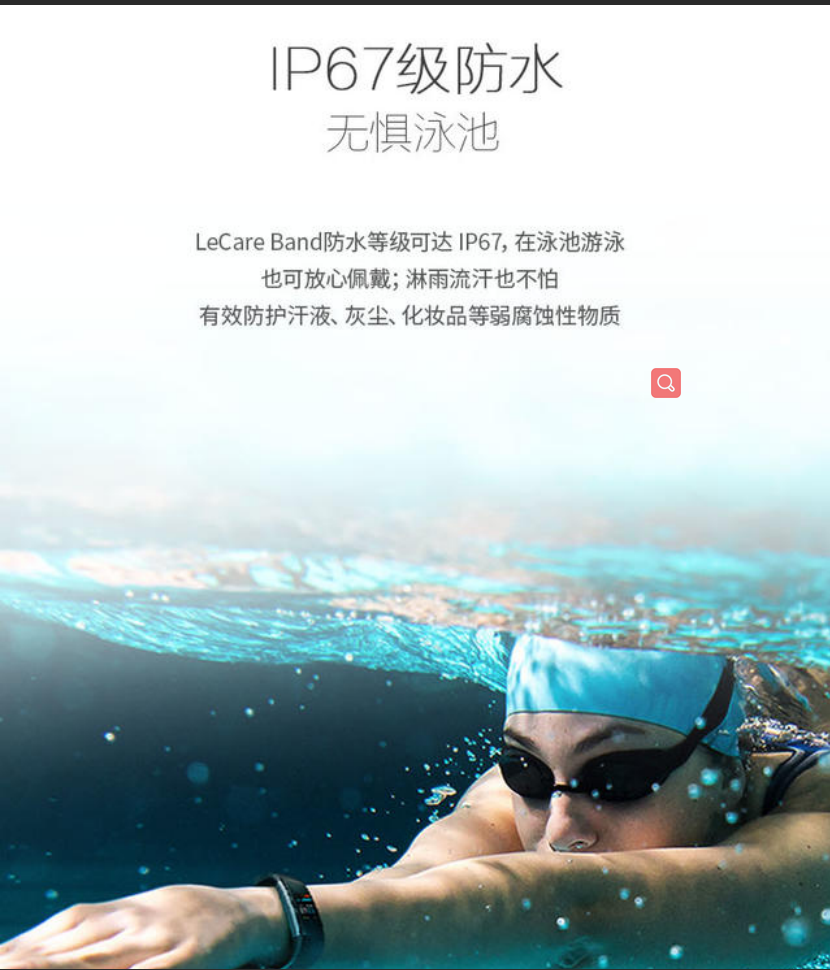 IP67级防水
无惧泳池
LeCare Band防水等级可达 IP67, 在泳池游泳
也可放心佩戴; 淋雨流汗也不怕
有效防护汗液、灰尘、化妆品等弱腐蚀性物质